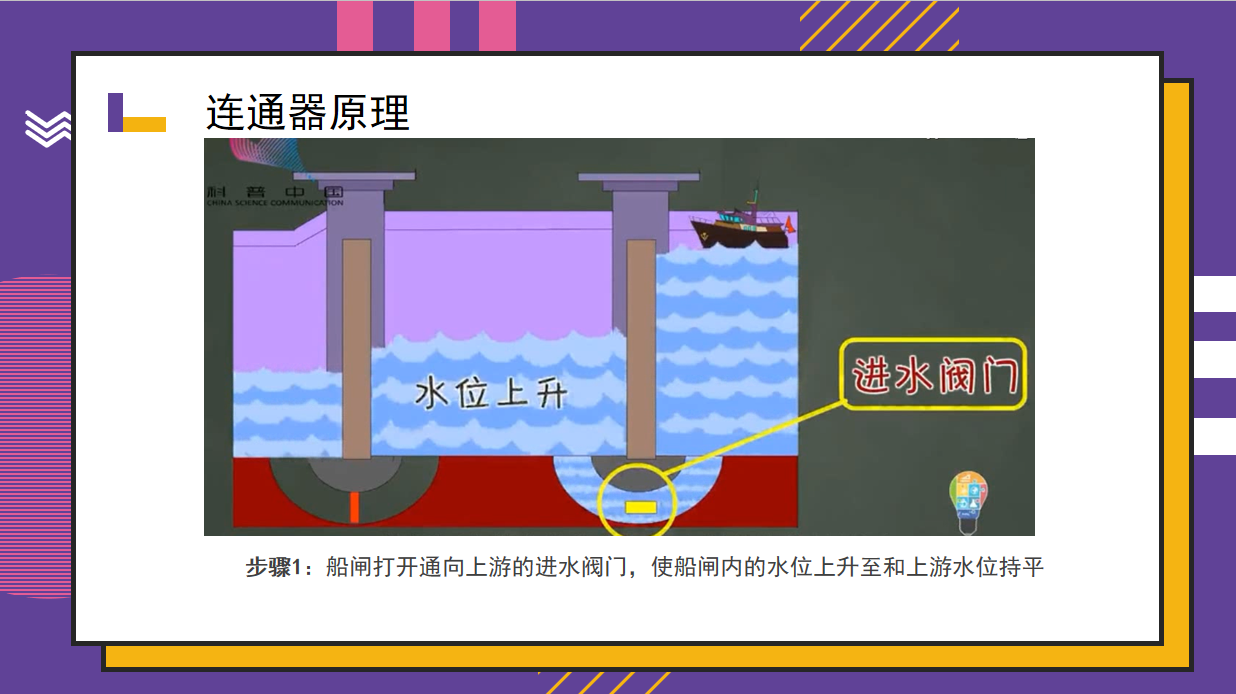 连通器原理
科普中国
CHINA SCIENCE COMMUNICATION
水位上升
进水阀门
步骤1：船闸打开通向上游的进水阀门，使船闸内的水位上升至和上游水位持平